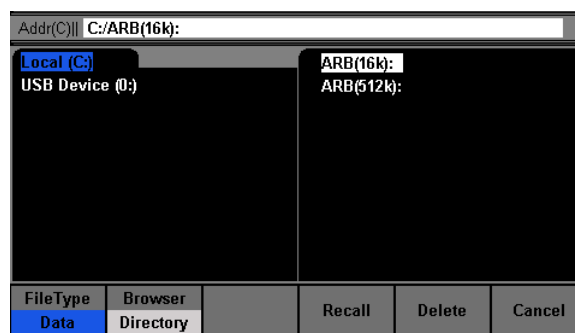 Addr(C)|| C:/ARB(16k):
Local (C:)
USB Device (0:)
ARB(16k):
ARB(512k):
FileType
Data
Browser
Directory
Recall
Delete
Cancel